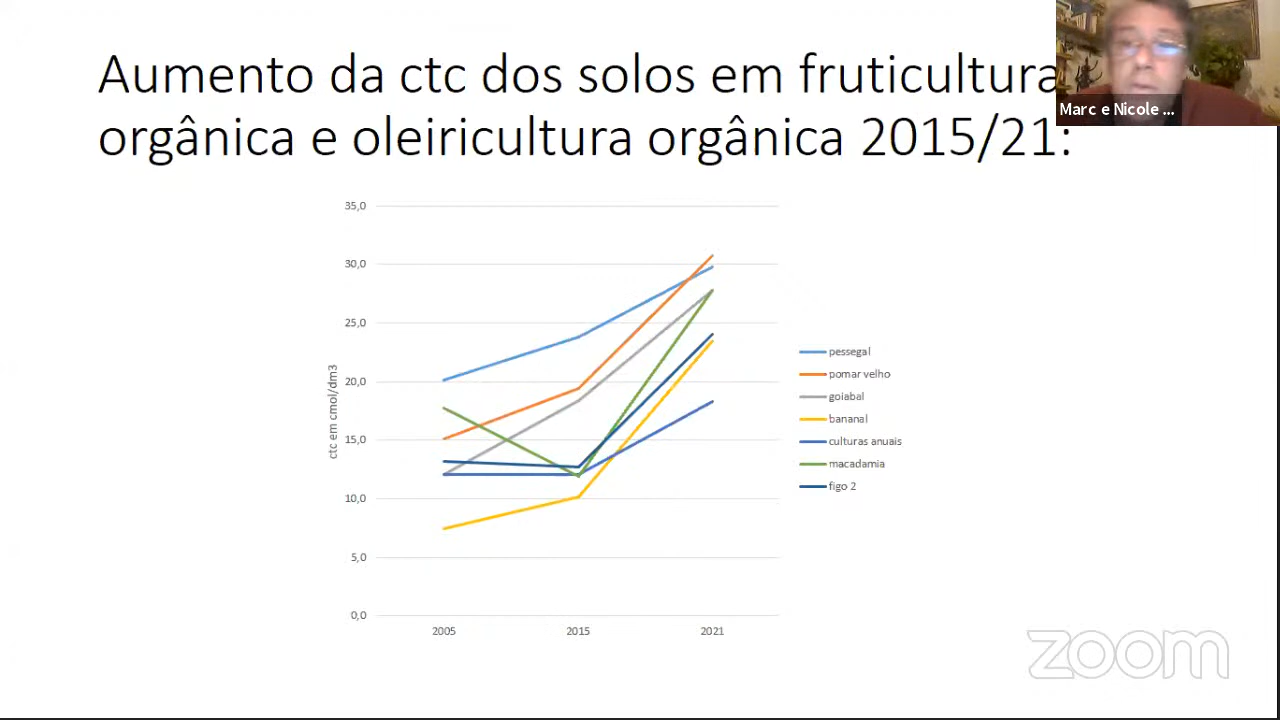 Aumento da ctc dos solos em fruticultura
orgânica e oleiricultura orgânica 2015/21:
Marc e Nicole ...
35,0
30,0
25,0
20,0
15,0
10,0
5,0
0,0
ctc em cmol/dm3
2005
2015
2021
pessegal
pomar velho
goiabal
bananal
culturas anuais
macadamia
figo 2
zoom